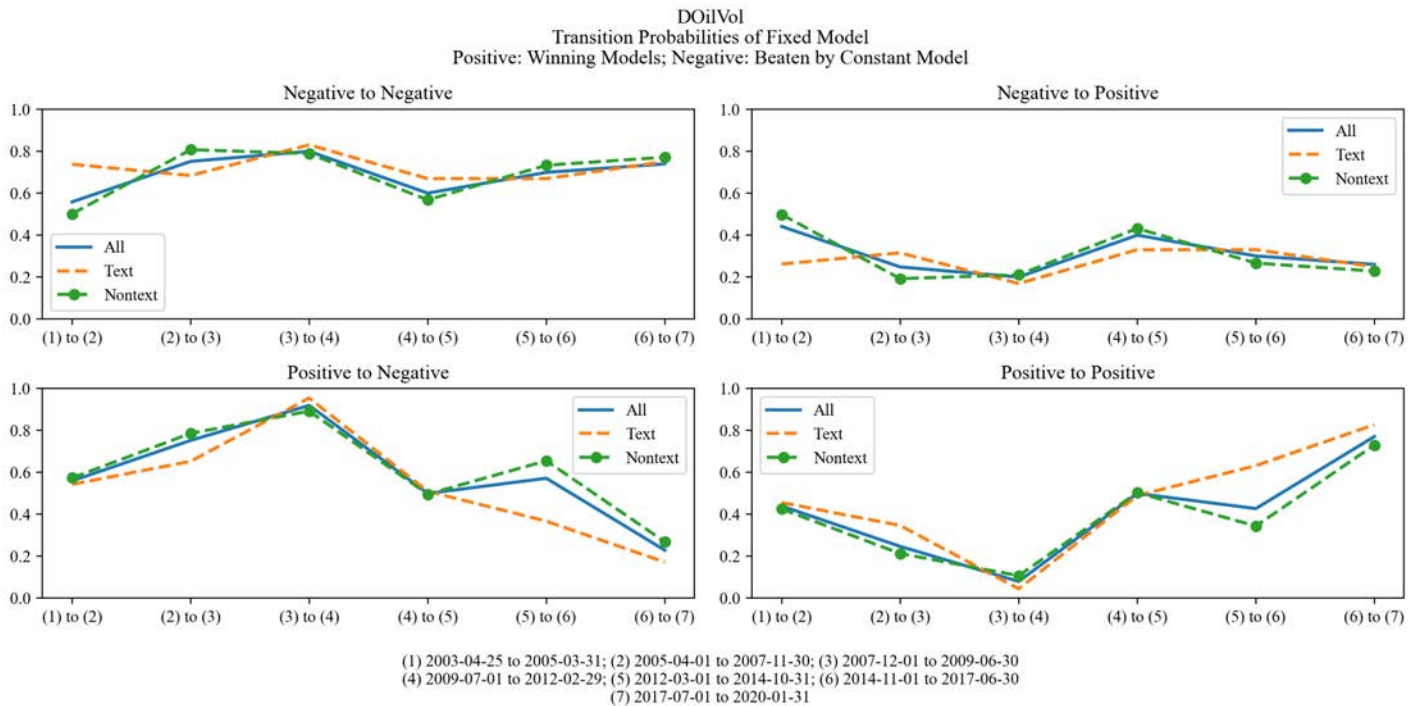 DOilVol
Transition Probabilities of Fixed Model
Positive: Winning Models; Negative: Beaten by Constant Model
Negative to Negative
1.0
0.8
0.6
0.4
0.2
0.0
All
Text
Nontext
(1) to (2)
(2) to (3)
(3) to (4)
(4) to (5)
(5) to (6)
(6) to (7)
Negative to Positive
1.0
0.8
0.6
0.4
0.2
0.0
All
Text
Nontext
(1) to (2)
(2) to (3)
(3) to (4)
(4) to (5)
(5) to (6)
(6) to (7)
Positive to Negative
1.0
0.8
0.6
0.4
0.2
0.0
All
Text
Nontext
(1) to (2)
(2) to (3)
(3) to (4)
(4) to (5)
(5) to (6)
(6) to (7)
Positive to Positive
1.0
0.8
0.6
0.4
0.2
0.0
All
Text
Nontext
(1) to (2)
(2) to (3)
(3) to (4)
(4) to (5)
(5) to (6)
(6) to (7)
(1) 2003-04-25 to 2005-03-31; (2) 2005-04-01 to 2007-11-30; (3) 2007-12-01 to 2009-06-30
(4) 2009-07-01 to 2012-02-29; (5) 2012-03-01 to 2014-10-31; (6) 2014-11-01 to 2017-06-30
(7) 2017-07-01 to 2020-01-31